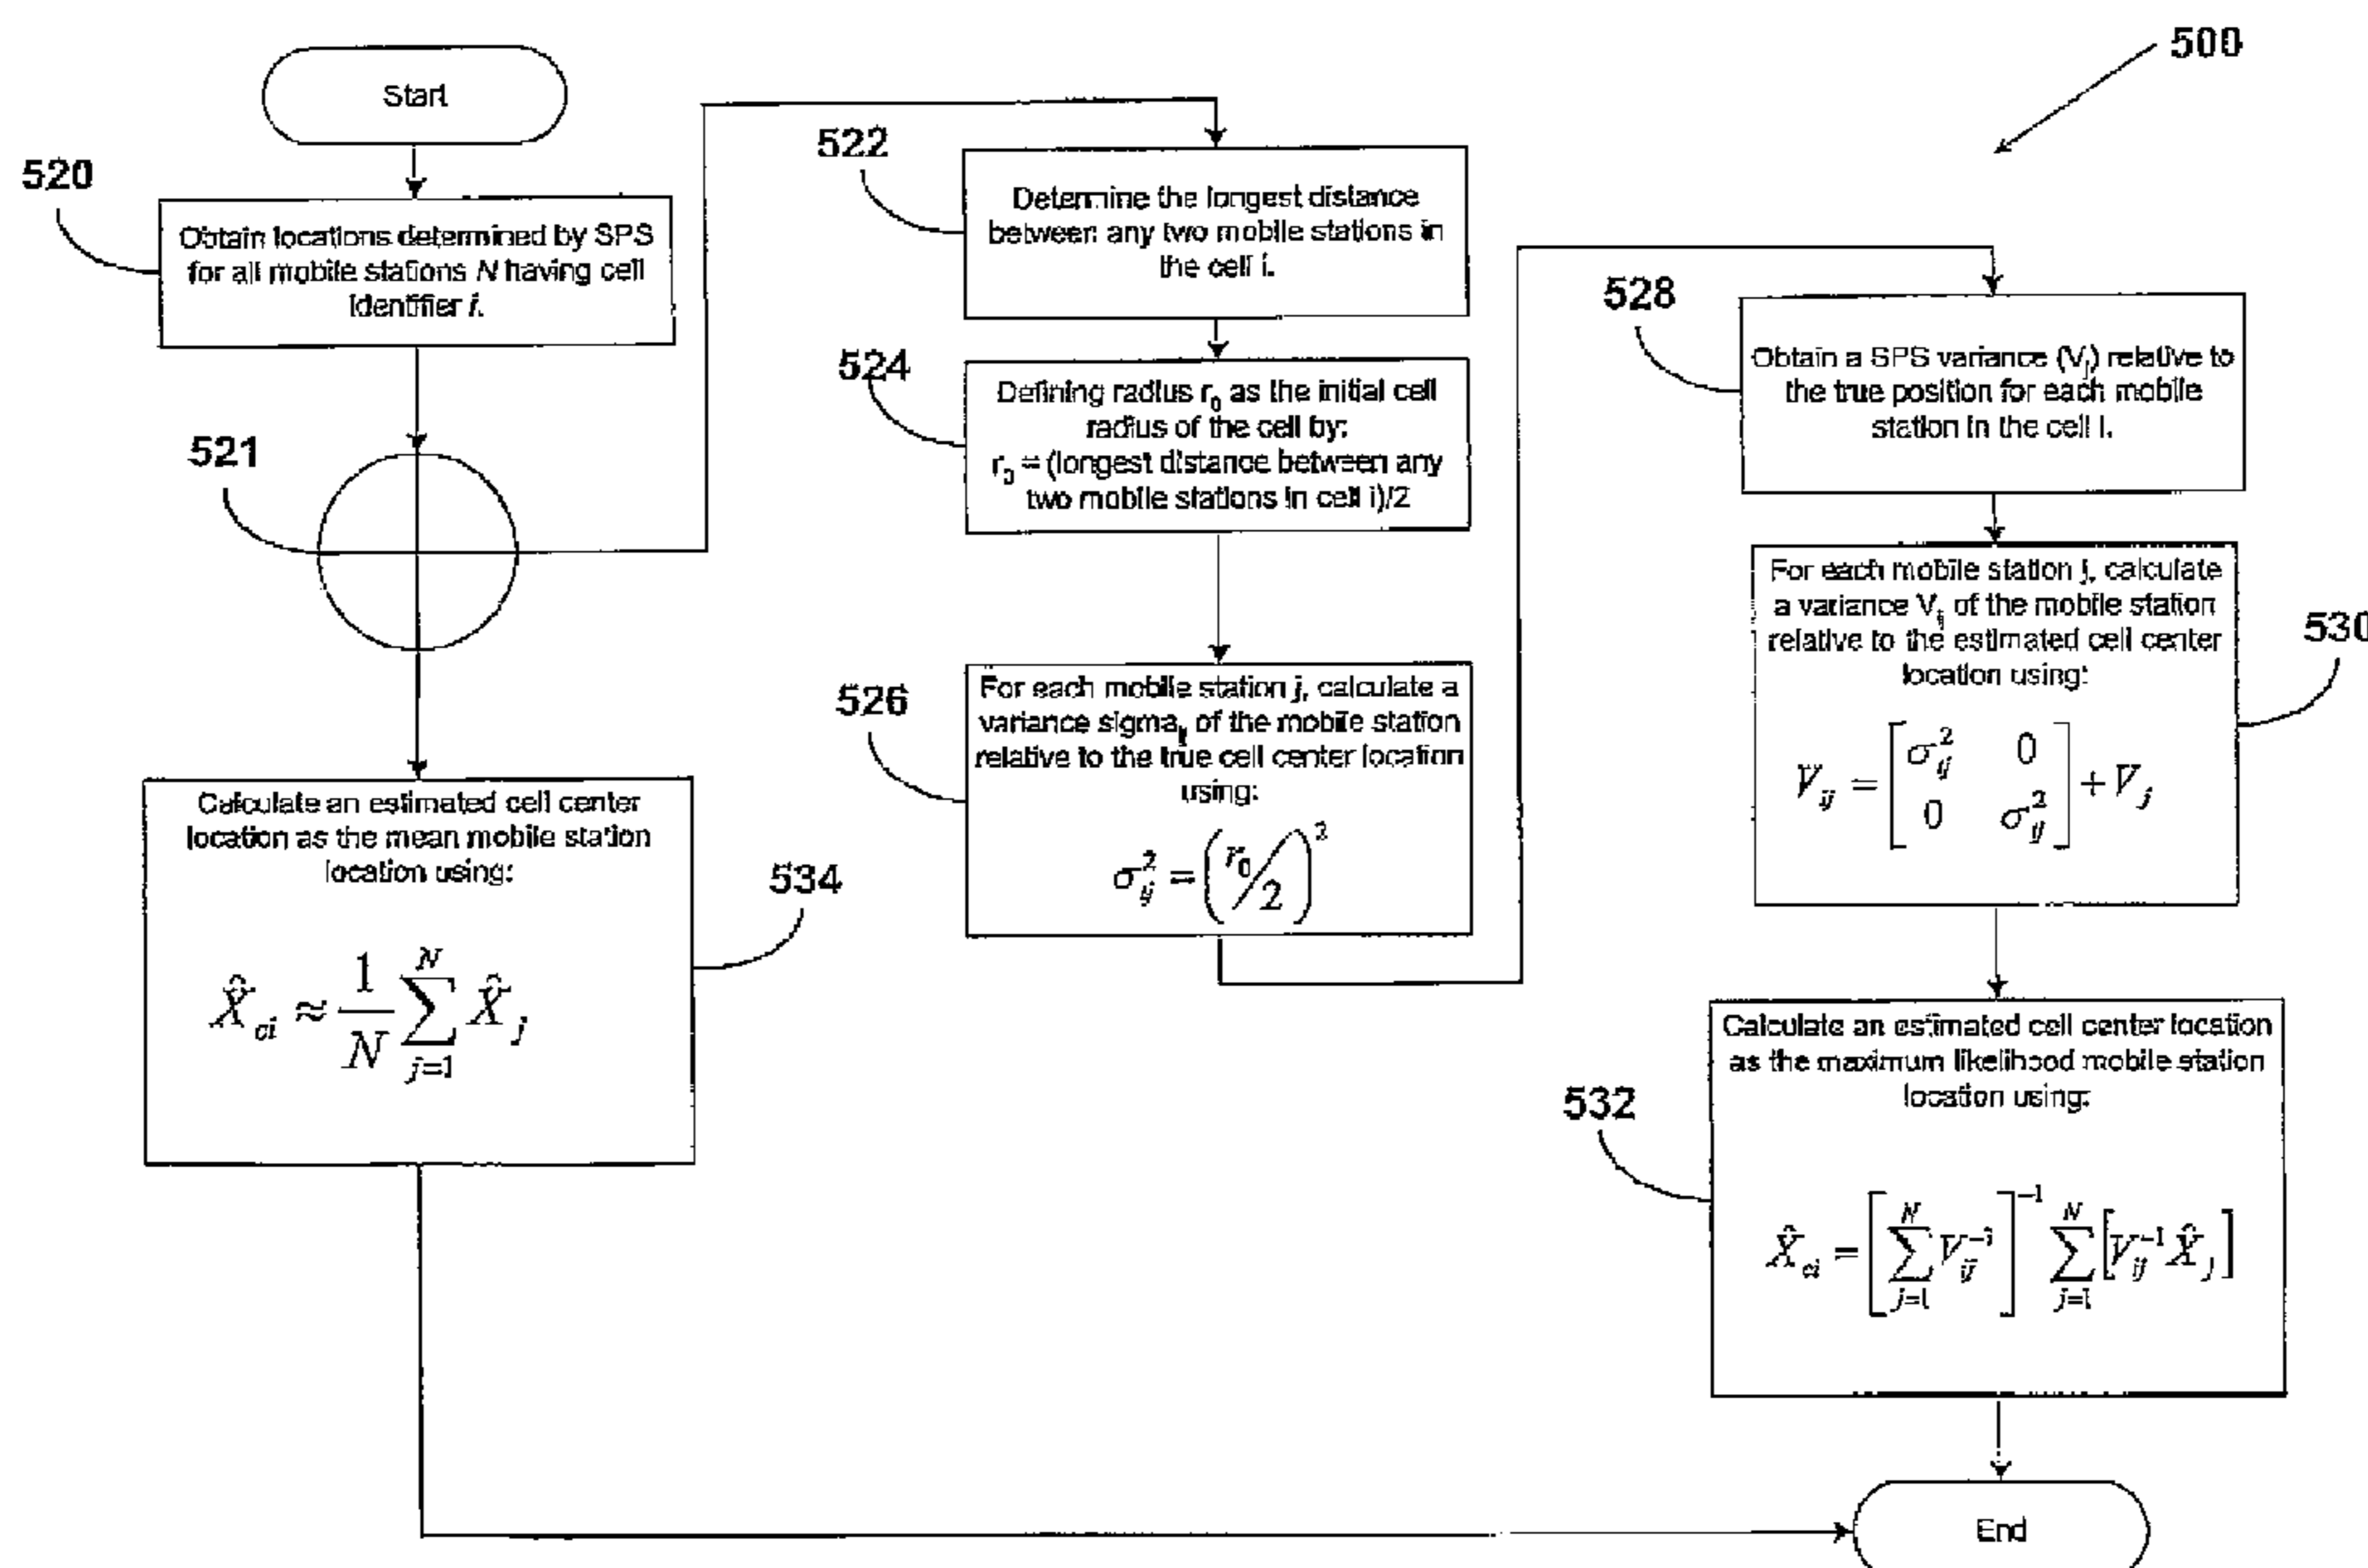 500
Start
520
Obtain locations determined by SPS
for all mobile stations N having cell
identifier i.
521
522
Determine the longest distance
between any two mobile stations in
the cell i.
524
Defining radius r₀ as the initial cell
radius of the cell by:
r₀ = (longest distance between any
two mobile stations in cell i)/2
526
For each mobile station j, calculate a
variance sigmaᵢⱼ of the mobile station
relative to the true cell center location
using:
σ²ᵢⱼ = (r₀/2)²
528
Obtain a SPS variance (Vⱼ) relative to
the true position for each mobile
station in the cell i.
530
For each mobile station j, calculate
a variance Vᵢⱼ of the mobile station
relative to the estimated cell center
location using:
Vᵢⱼ = [σ²ᵢⱼ 0
0 σ²ᵢⱼ] + Vⱼ
532
Calculate an estimated cell center location
as the maximum likelihood mobile station
location using:
X̂_ci = [∑_{j=1}^{N} V_ij^{-1}]^{-1} ∑_{j=1}^{N} [V_ij^{-1} X̂_j]
534
Calculate an estimated cell center
location as the mean mobile station
location using:
X̂_ci ≈ 1/N ∑_{j=1}^{N} X̂_j
End